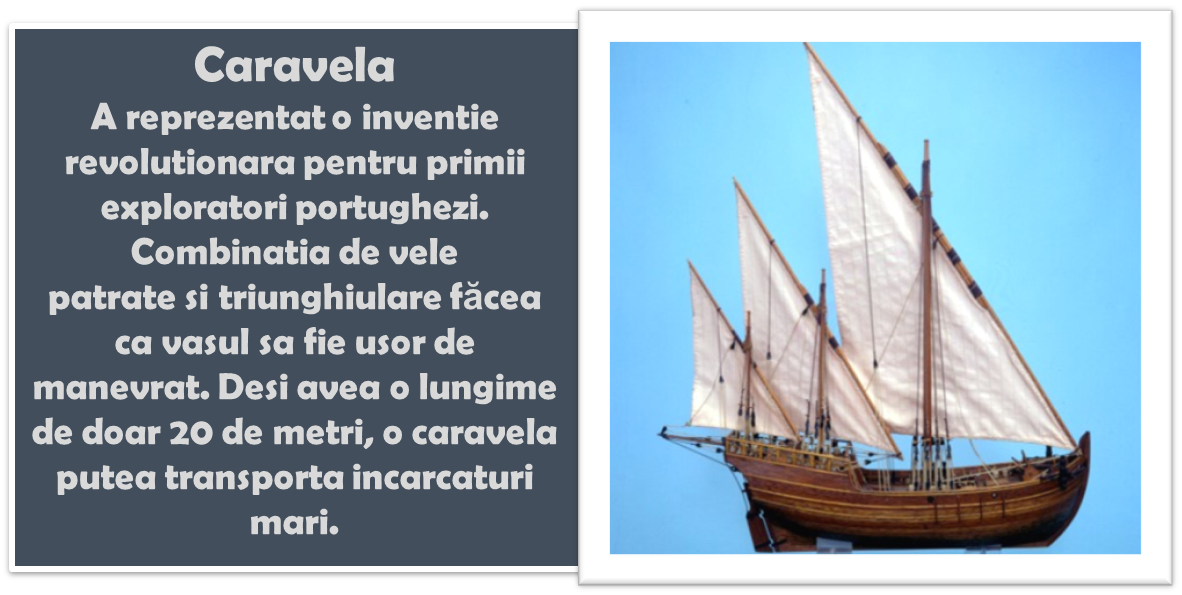 Caravela
A reprezentat o inventie
revolutionara pentru primii
exploratori portughezi.
Combinatia de vele
patrate si triunghiulare făcea
ca vasul sa fie usor de
manevrat. Desi avea o lungime
de doar 20 de metri, o caravela
putea transporta incarcaturi
mari.